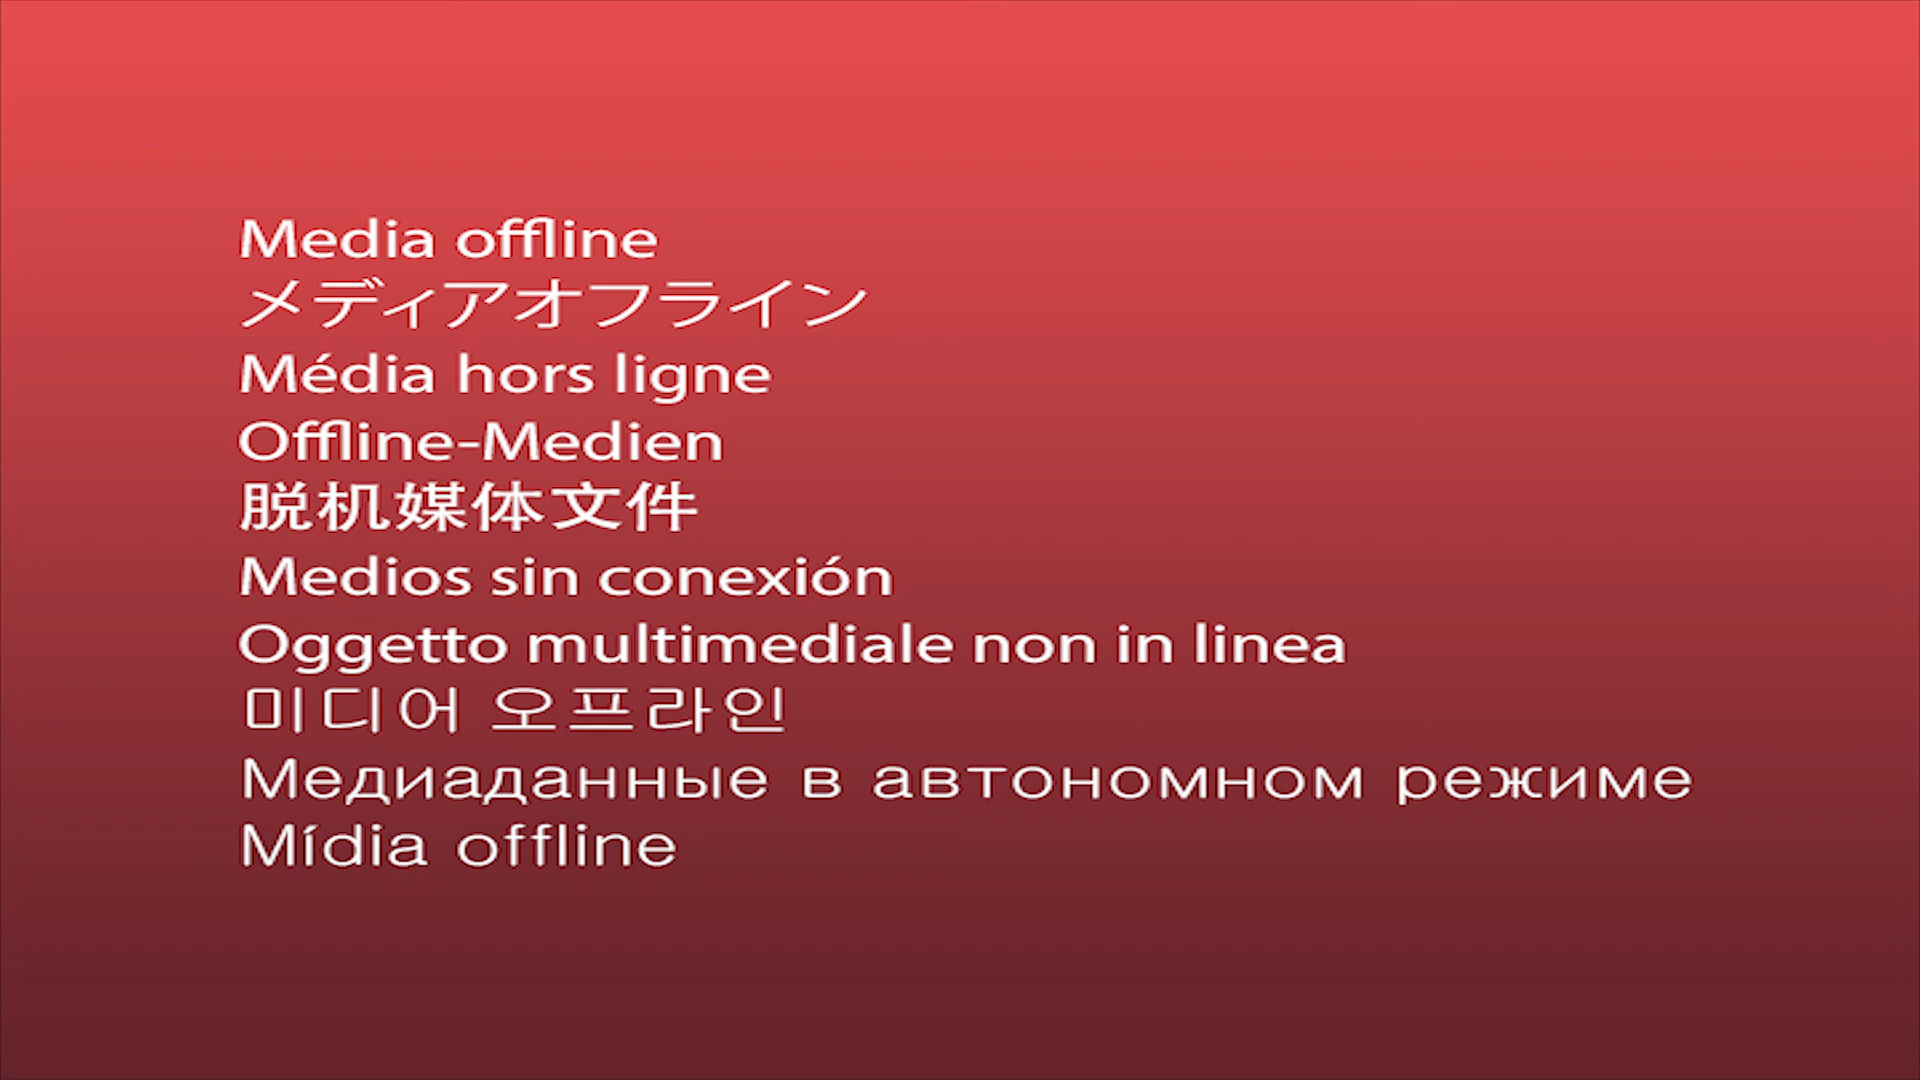 Media offline
メディアオフライン
Média hors ligne
Offline-Medien
脱机媒体文件
Medios sin conexión
Oggetto multimediale non in linea
미디어 오프라인
Медиаданные в автономном режиме
Mídia offline